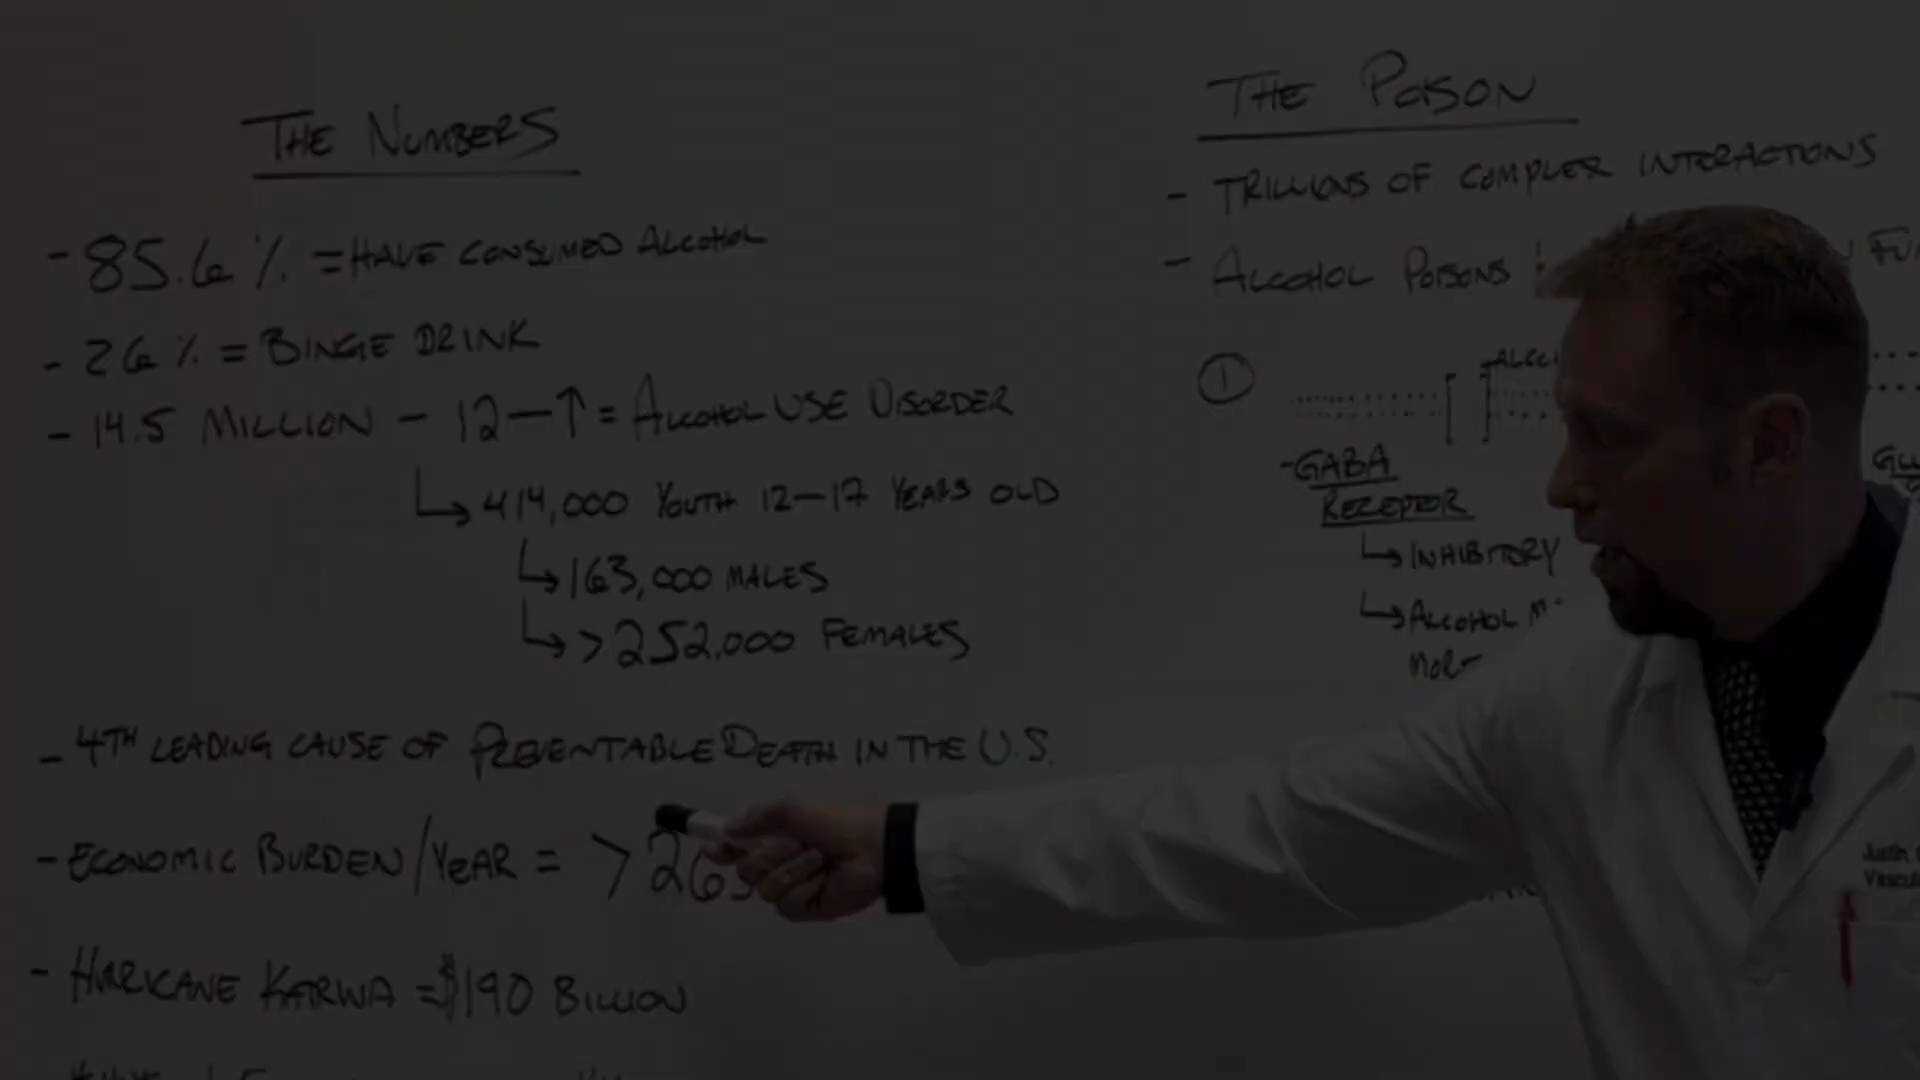 THE NUMBERS
- 85.6 % = HAVE CONSUMED ALCOHOL
- 26 % = BINGE DRINK
- 14.5 MILLION - 12-↑ = ALCOHOL USE DISORDER
↳ 414,000 YOUTH 12-17 YEARS OLD
↳ 163,000 MALES
↳ >252,000 FEMALES
- 4TH LEADING CAUSE OF PREVENTABLE DEATH IN THE U.S.
- ECONOMIC BURDEN/YEAR = >
- HURRICANE KATRINA = $190 BILLION
THE POISON
- TRILLIONS OF COMPLEX INTERACTIONS
- ALCOHOL POISONS
1
- GABA
RECEPTOR
↳ INHIBITORY
↳ ALCOHOL